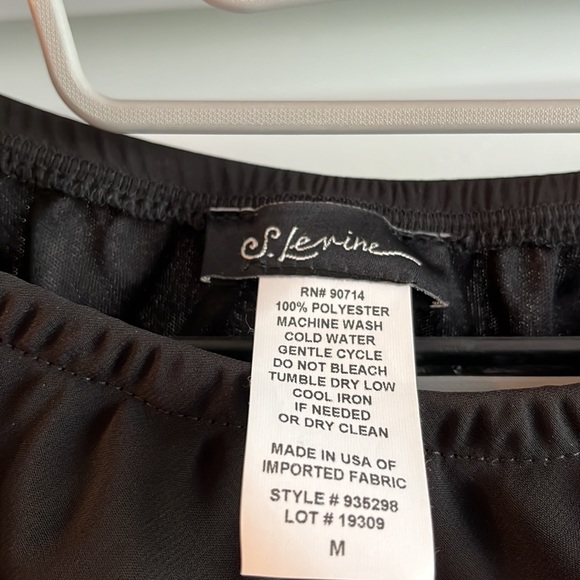 S. Levine
RN# 90714
100% POLYESTER
MACHINE WASH
COLD WATER
GENTLE CYCLE
DO NOT BLEACH
TUMBLE DRY LOW
COOL IRON
IF NEEDED
OR DRY CLEAN
MADE IN USA OF
IMPORTED FABRIC
STYLE # 935298
LOT # 19309
M